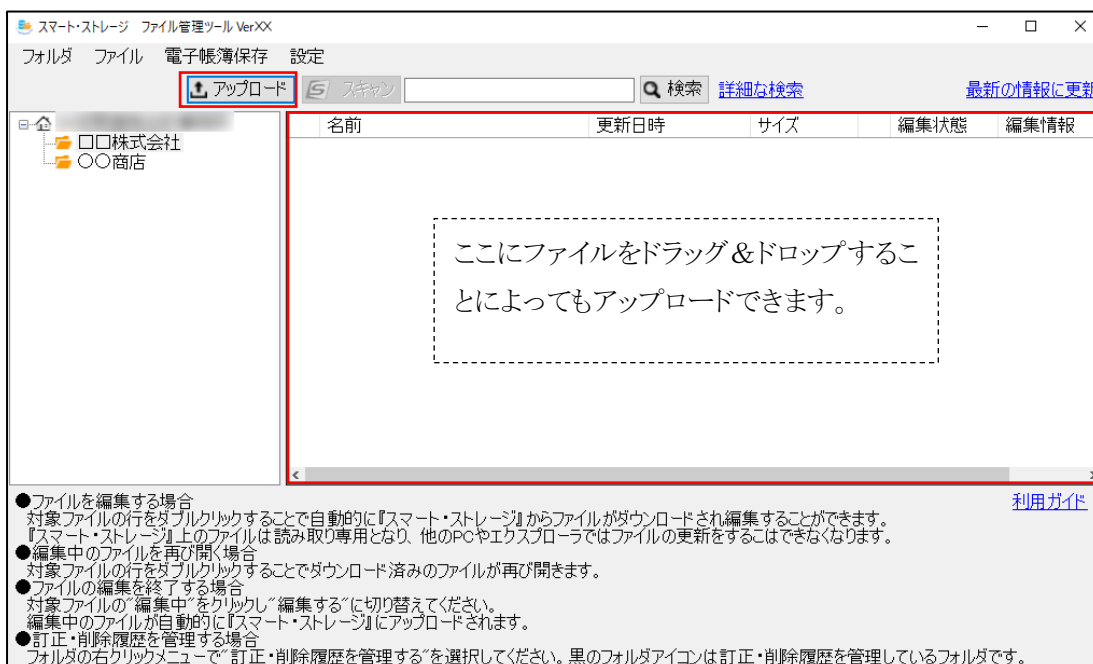 スマート・ストレージ ファイル管理ツール VerXX
フォルダ ファイル 電子帳簿保存 設定
アップロード スキャン 検索 詳細な検索 最新の情報に更新
名前 更新日時 サイズ 編集状態 編集情報
□□株式会社
○○商店
ここにファイルをドラッグ&ドロップするこ
とによってもアップロードできます。
利用ガイド
●ファイルを編集する場合
対象ファイルの行をダブルクリックすることで自動的に『スマート・ストレージ』からファイルがダウンロードされ編集することができます。
『スマート・ストレージ』上のファイルは読み取り専用となり、他のPCやエクスプローラではファイルの更新をするこはできなくなります。
●編集中のファイルを再び開く場合
対象ファイルの行をダブルクリックすることでダウンロード済みのファイルが再び開きます。
●ファイルの編集を終了する場合
対象ファイルの"編集中"をクリックし"編集する"に切り替えてください。
編集中のファイルが自動的に『スマート・ストレージ』にアップロードされます。
●訂正・削除履歴を管理する場合
フォルダの右クリックメニューで"訂正・削除履歴を管理する"を選択してください。黒のフォルダアイコンは訂正・削除履歴を管理しているフォルダです。